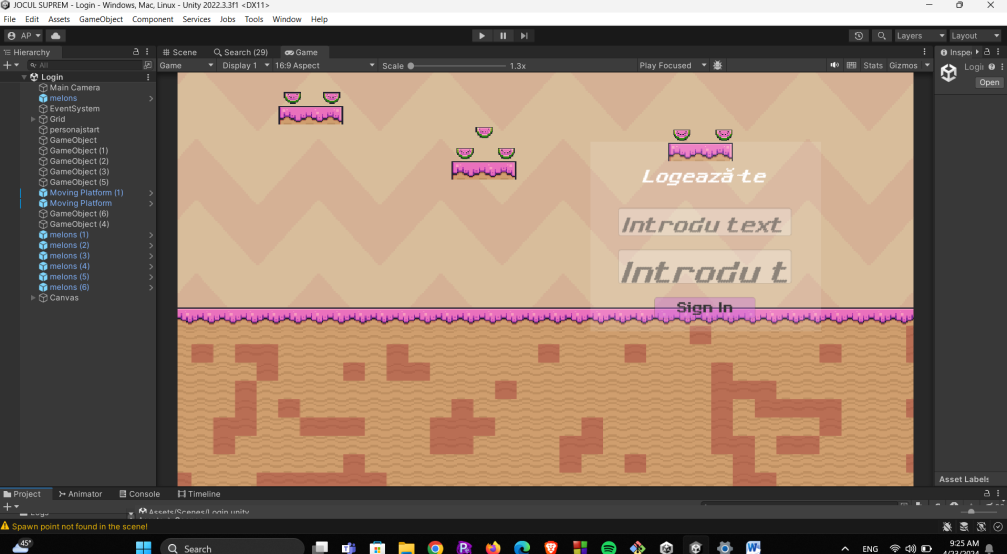 JOCUL SUPREM - Login - Windows, Mac, Linux - Unity 2022.3.3f1 <DX11>
File Edit Assets GameObject Component Services Jobs Tools Window Help
AP Layers Layout
Hierarchy Scene Search (29) Game Inspe
All Game Display 1 16:9 Aspect Scale 1.3x Play Focused Stats Gizmos
Login
Open
Login
Main Camera
melons
EventSystem
Grid
personajstart
GameObject
GameObject (1)
GameObject (2)
GameObject (3)
GameObject (5)
Moving Platform (1)
Moving Platform
GameObject (6)
GameObject (4)
melons (1)
melons (2)
melons (3)
melons (4)
melons (5)
melons (6)
Canvas
Logează-te
Introdu text
Introdu t
Sign In
Asset Labels
Project Animator Console Timeline
Assets/Scenes/Login.unity
Spawn point not found in the scene!
45°
Search
ENG
9:25 AM
4/23/2024